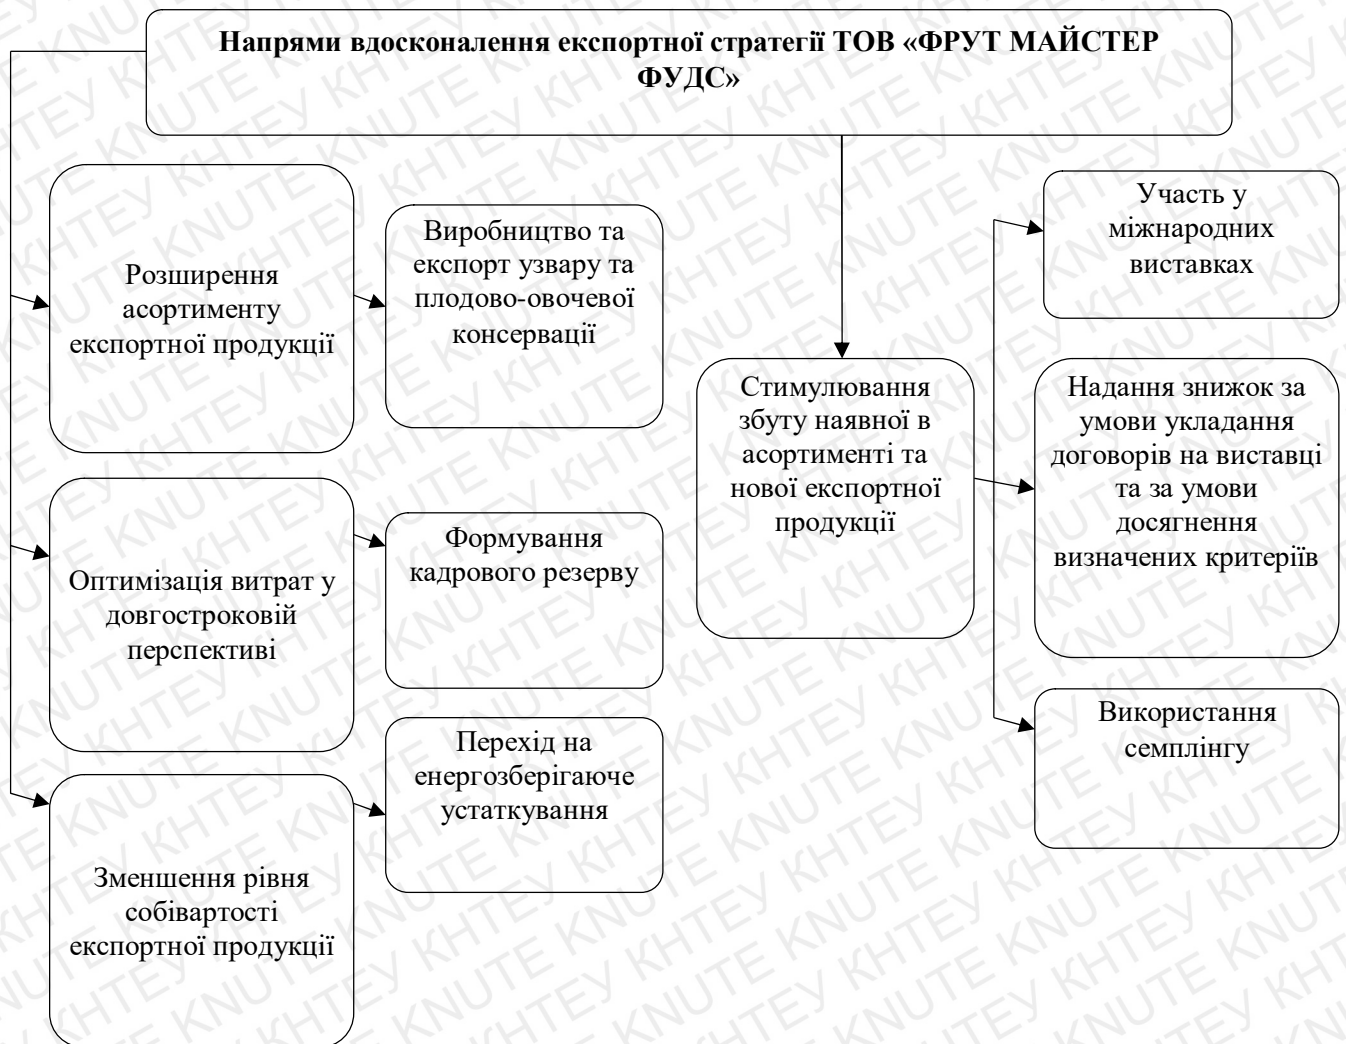 Напрями вдосконалення експортної стратегії ТОВ «ФРУТ МАЙСТЕР
ФУДС»
Розширення
асортименту
експортної продукції
Виробництво та
експорт узвару та
плодово-овочевої
консервації
Оптимізація витрат у
довгостроковій
перспективі
Формування
кадрового резерву
Зменшення рівня
собівартості
експортної продукції
Перехід на
енергозберігаюче
устаткування
Стимулювання
збуту наявної в
асортименті та
нової експортної
продукції
Участь у
міжнародних
виставках
Надання знижок за
умови укладання
договорів на виставці
та за умови
досягнення
визначених критеріїв
Використання
семплінгу